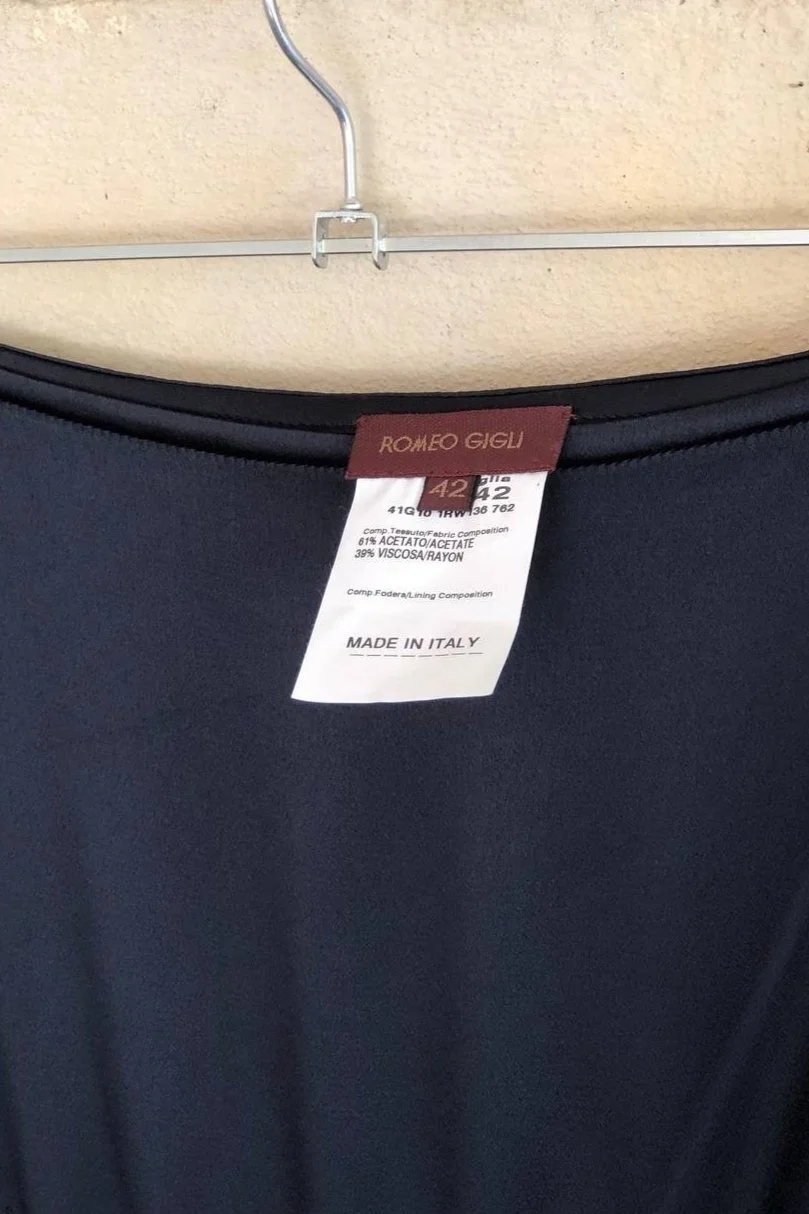 ROMEO GIGLI
42
glia
42
41G10 1RW136 762
Comp.Tessuto/Fabric Composition
61% ACETATO/ACETATE
39% VISCOSA/RAYON
Comp.Fodera/Lining Composition
MADE IN ITALY